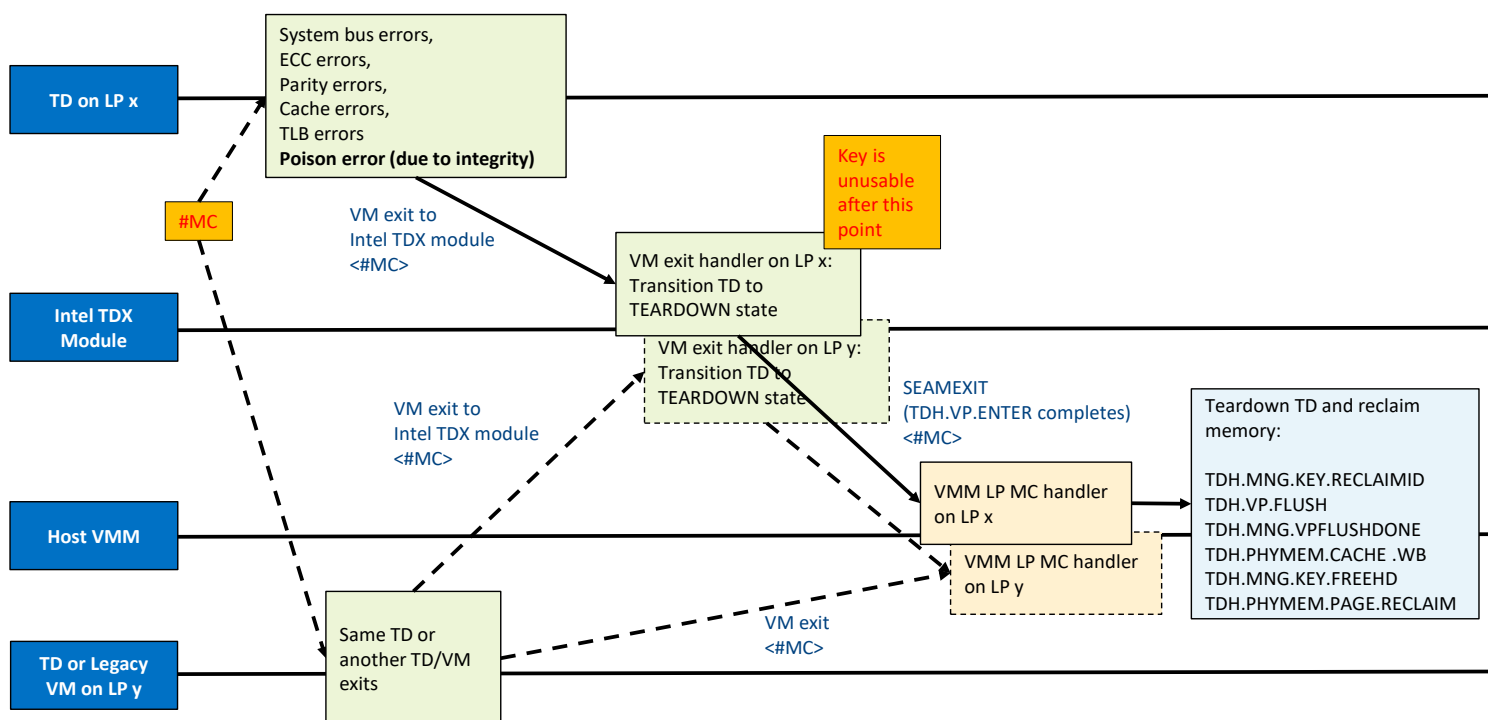 System bus errors,
ECC errors,
Parity errors,
Cache errors,
TLB errors
Poison error (due to integrity)
TD on LP x
Key is
unusable
after this
point
#MC
VM exit to
Intel TDX module
<#MC>
VM exit handler on LP x:
Transition TD to
TEARDOWN state
Intel TDX
Module
VM exit handler on LP y:
Transition TD to
TEARDOWN state
VM exit to
Intel TDX module
<#MC>
SEAMEXIT
(TDH.VP.ENTER completes)
<#MC>
Teardown TD and reclaim
memory:
TDH.MNG.KEY.RECLAIMID
TDH.VP.FLUSH
TDH.MNG.VPFLUSHDONE
TDH.PHYMEM.CACHE .WB
TDH.MNG.KEY.FREEHD
TDH.PHYMEM.PAGE.RECLAIM
VMM LP MC handler
on LP x
Host VMM
VMM LP MC handler
on LP y
Same TD or
another TD/VM
exits
VM exit
<#MC>
TD or Legacy
VM on LP y